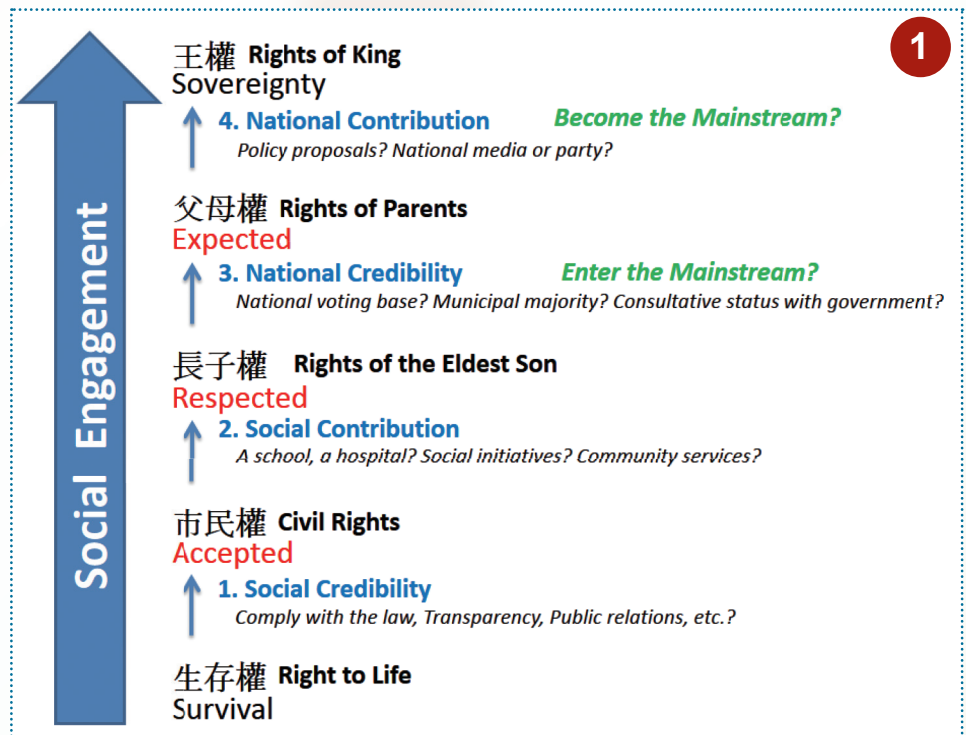 1
王權 Rights of King
Sovereignty
4. National Contribution Become the Mainstream?
Policy proposals? National media or party?
父母權 Rights of Parents
Expected
3. National Credibility Enter the Mainstream?
National voting base? Municipal majority? Consultative status with government?
長子權 Rights of the Eldest Son
Respected
2. Social Contribution
A school, a hospital? Social initiatives? Community services?
市民權 Civil Rights
Accepted
1. Social Credibility
Comply with the law, Transparency, Public relations, etc.?
生存權 Right to Life
Survival
Social Engagement